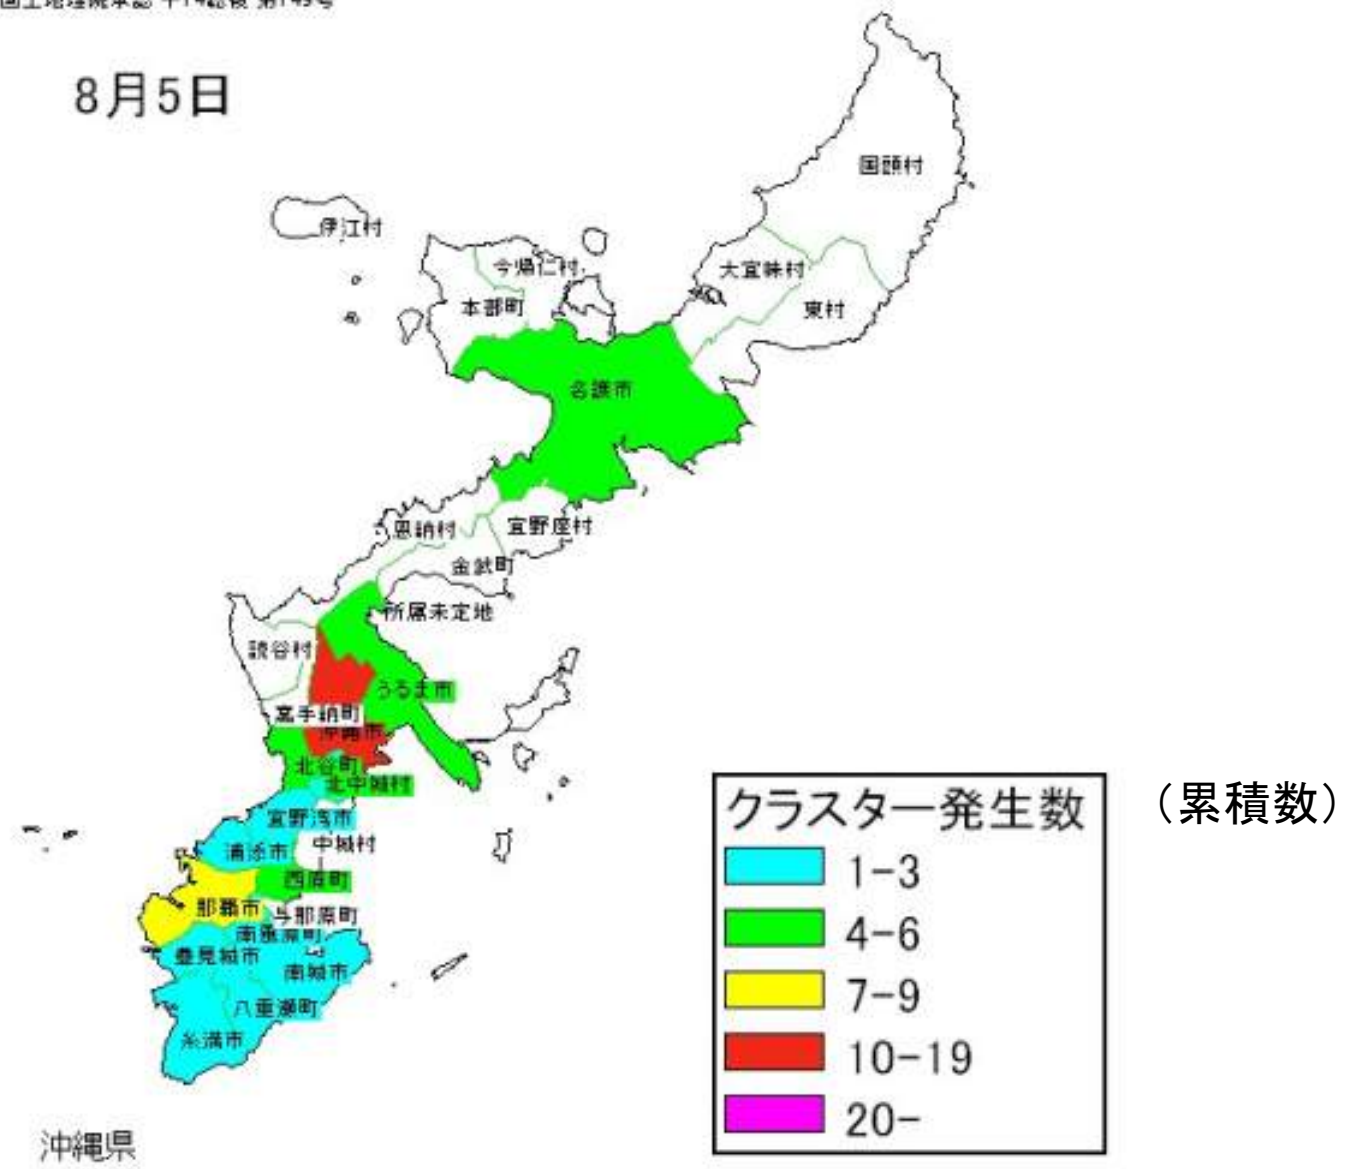 8月5日
国頭村
伊江村
今帰仁村
大宜味村
本部町
東村
名護市
恩納村
宜野座村
金武町
所属未定地
読谷村
うるま市
嘉手納町
沖縄市
北谷町
北中城村
宜野湾市
中城村
浦添市
西原町
那覇市
与那原町
南風原町
豊見城市
南城市
八重瀬町
糸満市
沖縄県
クラスター発生数
(累積数)
1-3
4-6
7-9
10-19
20-